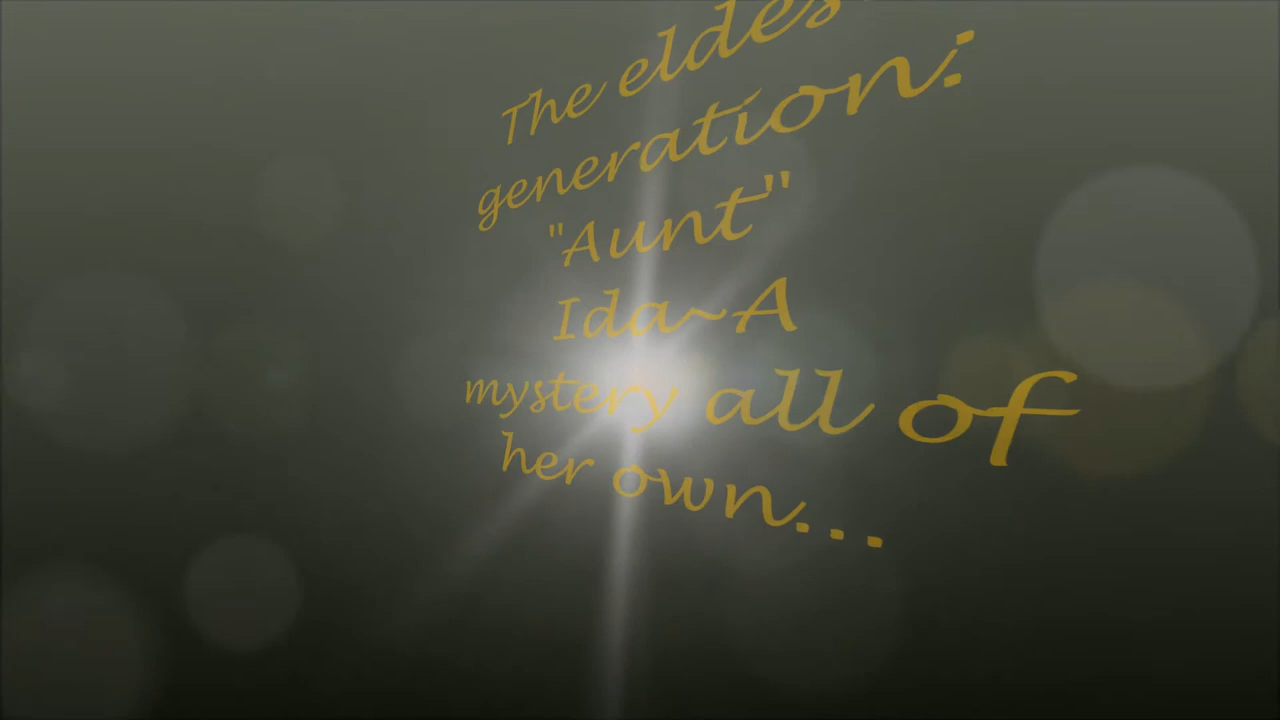 The eldes
generation:
"Aunt"
Ida~A
mystery all of
her own...